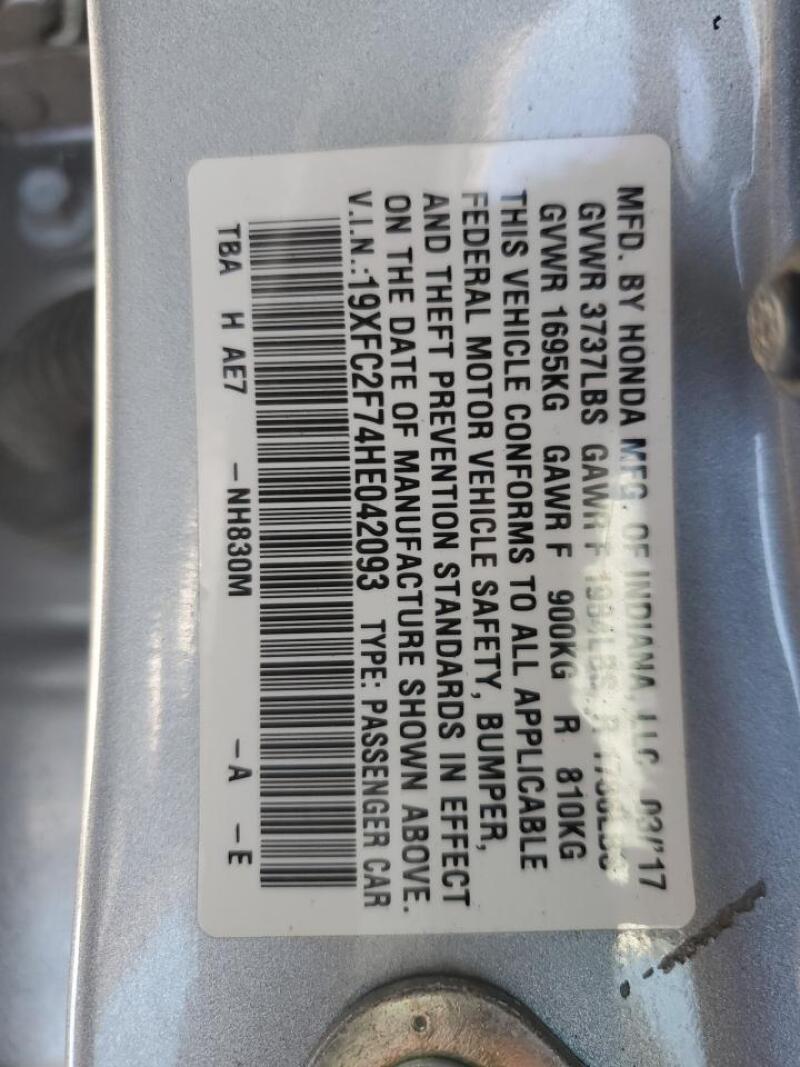 MFD. BY HONDA MFG. OF INDIANA, LLC. 03/'17
GVWR 3737LBS GAWR F 1984LBS R
GVWR 1695KG GAWR F 900KG R 810KG
THIS VEHICLE CONFORMS TO ALL APPLICABLE
FEDERAL MOTOR VEHICLE SAFETY, BUMPER,
AND THEFT PREVENTION STANDARDS IN EFFECT
ON THE DATE OF MANUFACTURE SHOWN ABOVE.
V.I.N.:19XFC2F74HE042093 TYPE: PASSENGER CAR
TBA H AE7 -NH830M -A -E